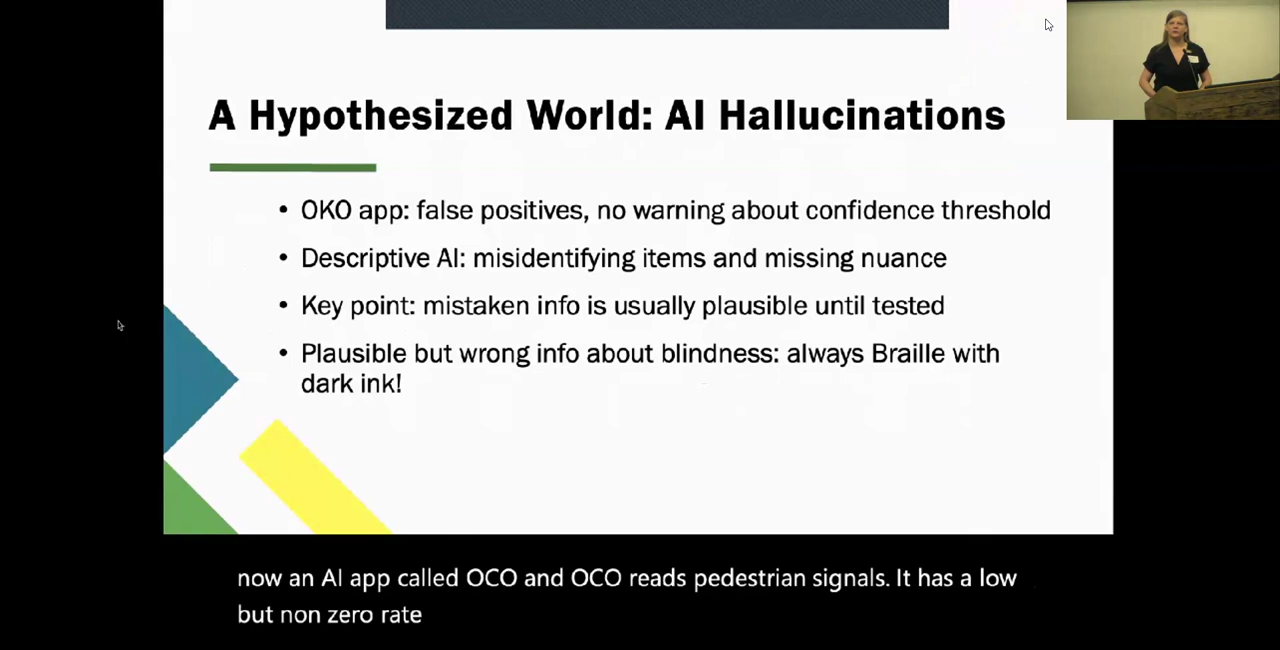 A Hypothesized World: AI Hallucinations
• OKO app: false positives, no warning about confidence threshold
• Descriptive AI: misidentifying items and missing nuance
• Key point: mistaken info is usually plausible until tested
• Plausible but wrong info about blindness: always Braille with
dark ink!
now an AI app called OCO and OCO reads pedestrian signals. It has a low
but non zero rate